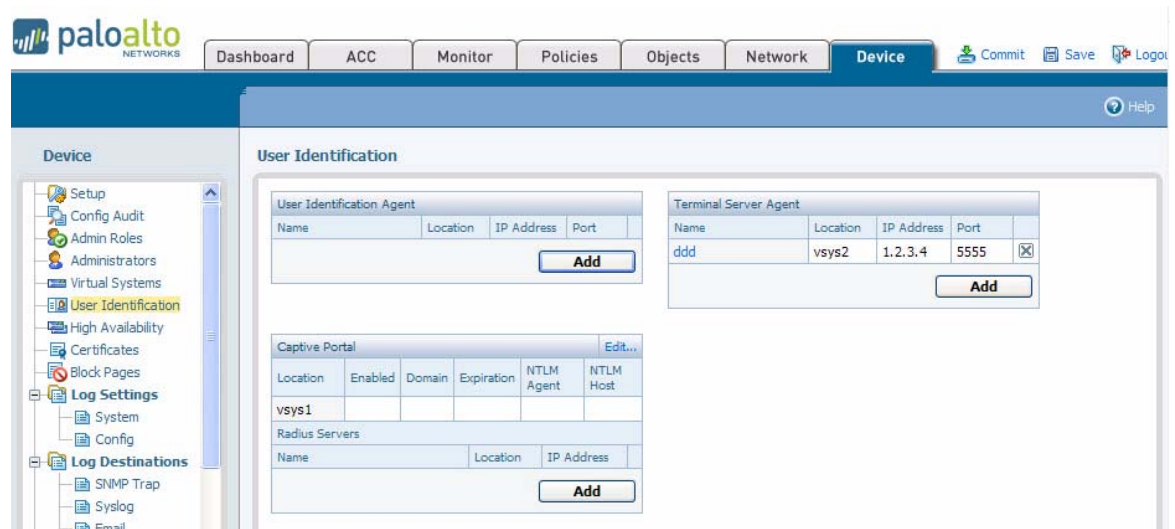 paloalto
NETWORKS
Dashboard ACC Monitor Policies Objects Network Device Commit Save Logou
Help
Device
Setup
Config Audit
Admin Roles
Administrators
Virtual Systems
User Identification
High Availability
Certificates
Block Pages
Log Settings
System
Config
Log Destinations
SNMP Trap
Syslog
Email
User Identification
User Identification Agent
Name Location IP Address Port
Add
Terminal Server Agent
Name Location IP Address Port
ddd vsys2 1.2.3.4 5555
Add
Captive Portal Edit...
Location Enabled Domain Expiration NTLM Agent NTLM Host
vsys1
Radius Servers
Name Location IP Address
Add